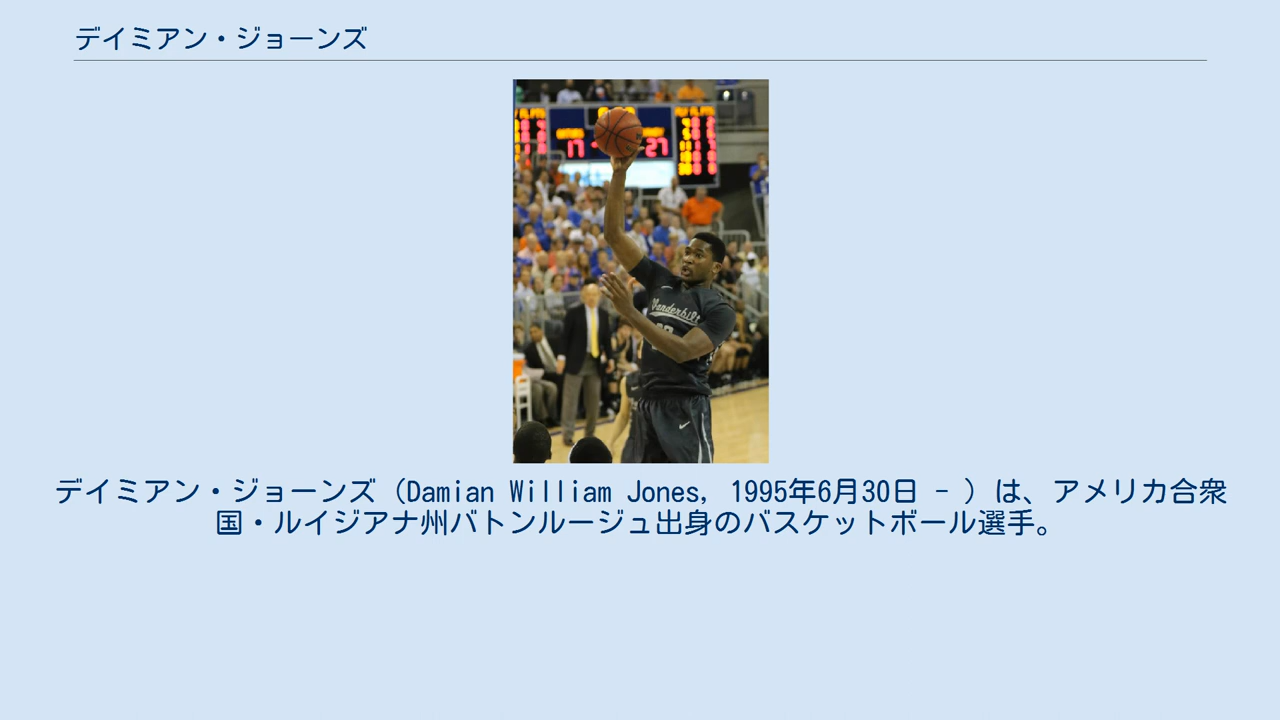 デイミアン・ジョーンズ
17 27
Vanderbilt
デイミアン・ジョーンズ（Damian William Jones, 1995年6月30日 - ）は、アメリカ合衆
国・ルイジアナ州バトンルージュ出身のバスケットボール選手。